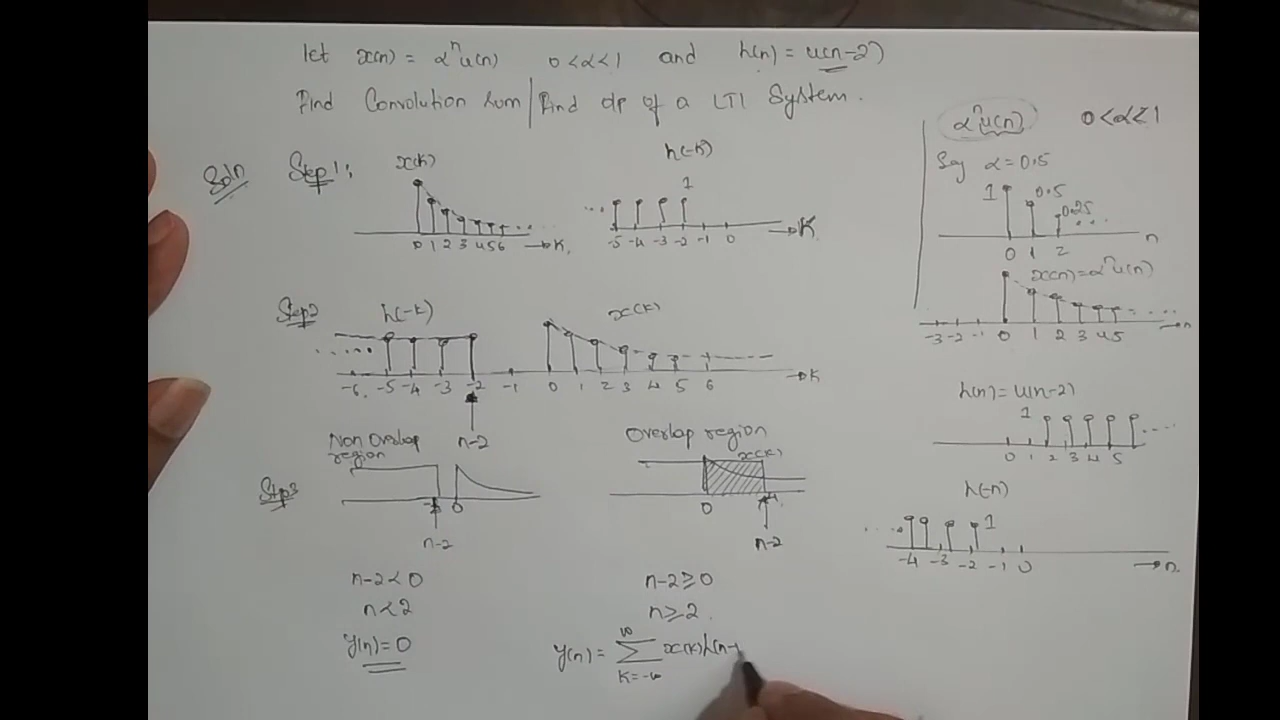 let x(n) = αⁿu(n) 0<α<1 and h(n) = u(n-2)
Find Convolution sum / Find o/p of a LTI System.
Soln Step 1:
x(k)
0 1 2 3 4 5 6 → k
h(-k)
1
... -5 -4 -3 -2 -1 0 → k
Step 2
h(-k) x(k)
..... -6 -5 -4 -3 -2 -1 0 1 2 3 4 5 6 → k
n-2
Step 3
Non Overlap
region
0
n-2
n-2<0
n<2
y(n) = 0
Overlap region
x(k)
0
n-2
n-2≥0
n≥2
y(n) = ∞ Σ k=-∞ x(k)h(n-
αⁿu(n) 0<α<1
Say α = 0.5
1 0.5 0.25 ...
0 1 2 n
x(n)=αⁿu(n)
-3 -2 -1 0 1 2 3 4 5 → n
h(n) = u(n-2)
1
0 1 2 3 4 5
h(-n)
1
-4 -3 -2 -1 0 → n